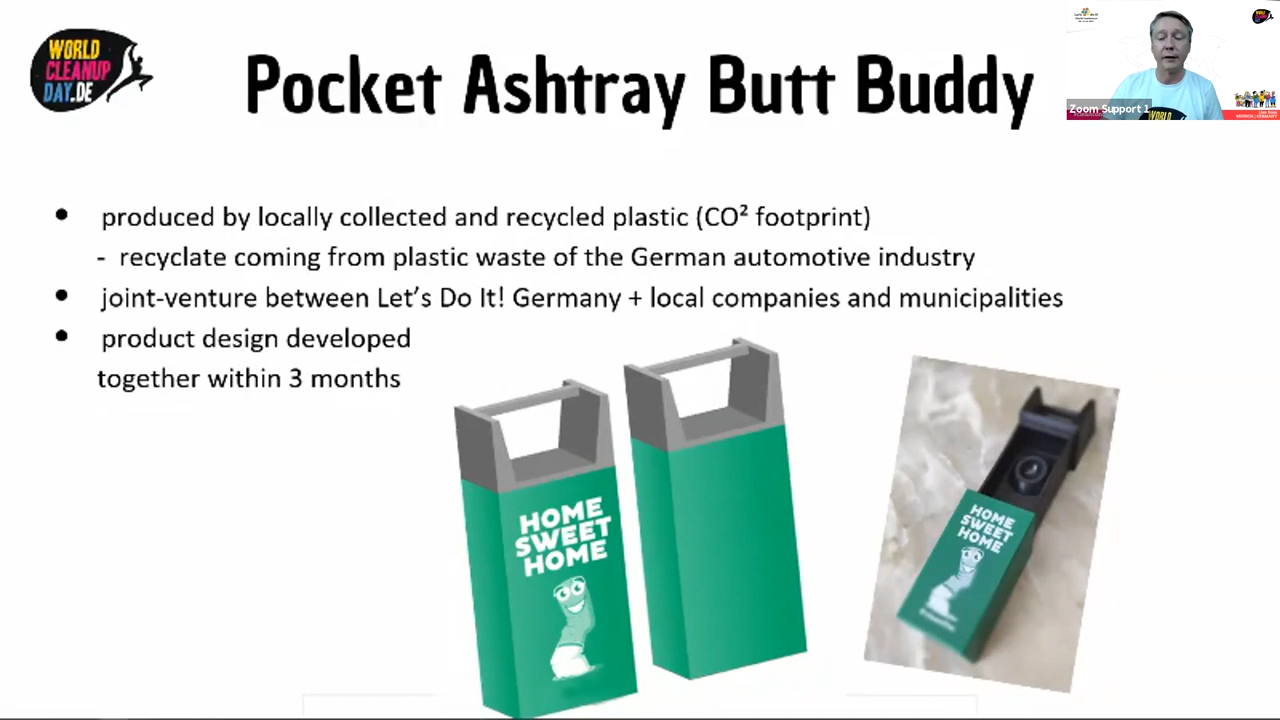 WORLD
CLEANUP
DAY.DE
Pocket Ashtray Butt Buddy
Zoom Support 1
WORLD
• produced by locally collected and recycled plastic (CO² footprint)
- recyclate coming from plastic waste of the German automotive industry
• joint-venture between Let's Do It! Germany + local companies and municipalities
• product design developed
together within 3 months
HOME
SWEET
HOME
HOME
SWEET
HOME